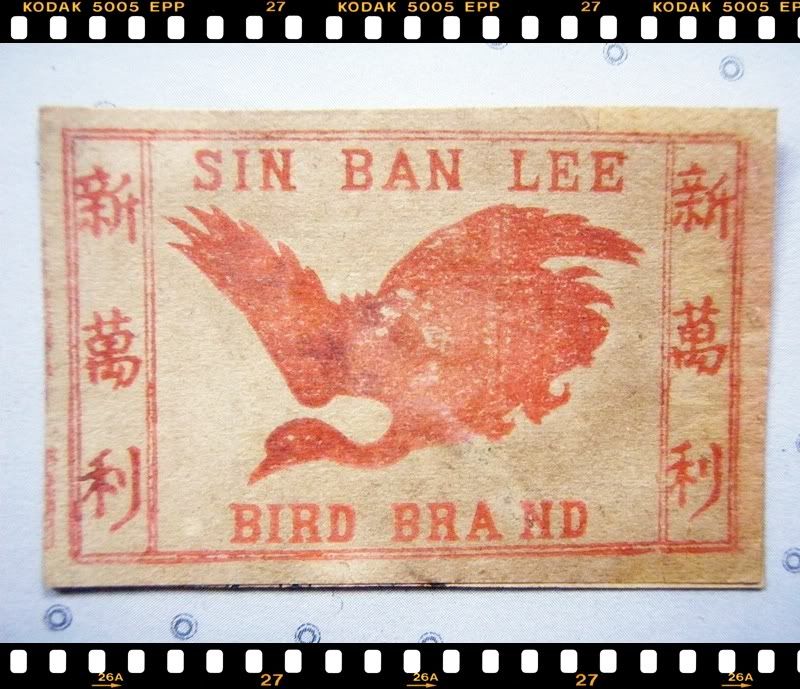 KODAK 5005 EPP 27 KODAK 5005 EPP 27 KODAK 5005 EPP
SIN BAN LEE
新萬利
新萬利
BIRD BRAND
26A 27 26A 27 26A